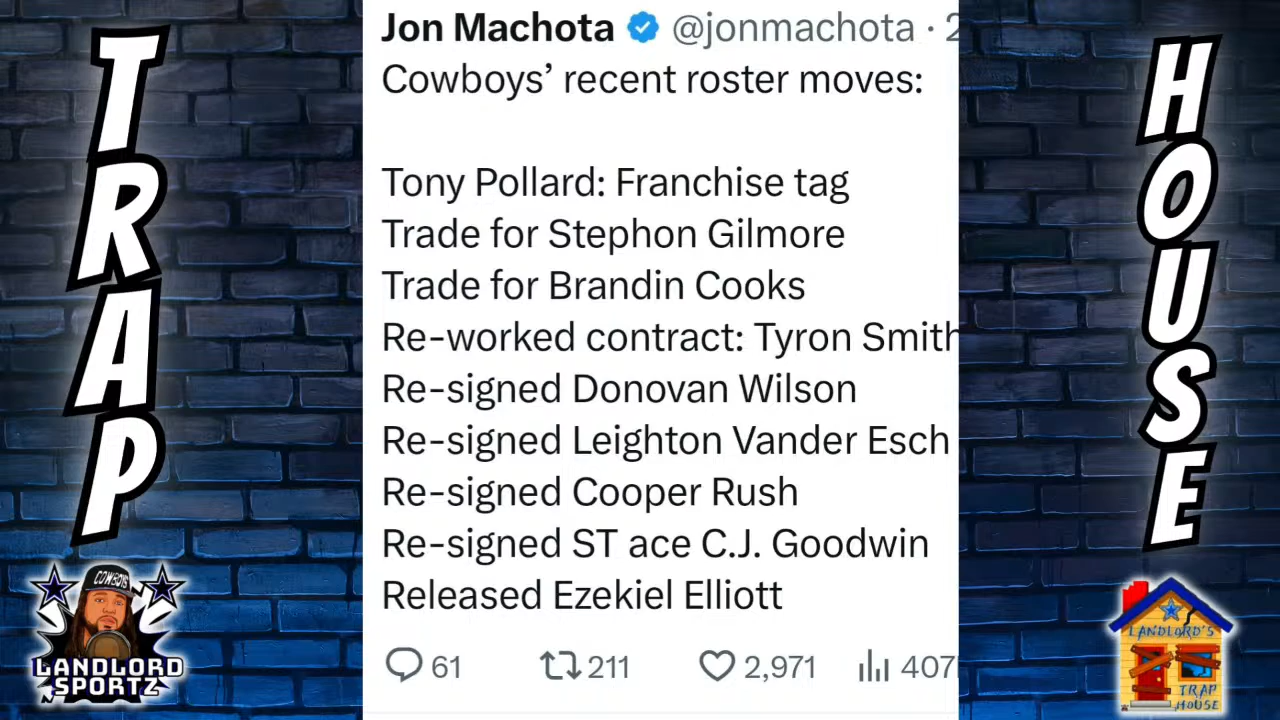 TRAP
Jon Machota @jonmachota · 2
Cowboys’ recent roster moves:
Tony Pollard: Franchise tag
Trade for Stephon Gilmore
Trade for Brandin Cooks
Re-worked contract: Tyron Smith
Re-signed Donovan Wilson
Re-signed Leighton Vander Esch
Re-signed Cooper Rush
Re-signed ST ace C.J. Goodwin
Released Ezekiel Elliott
61 211 2,971 407
HOUSE
COWBOYS
LANDLORD
SPORTZ
LANDLORD'S
TRAP
HOUSE